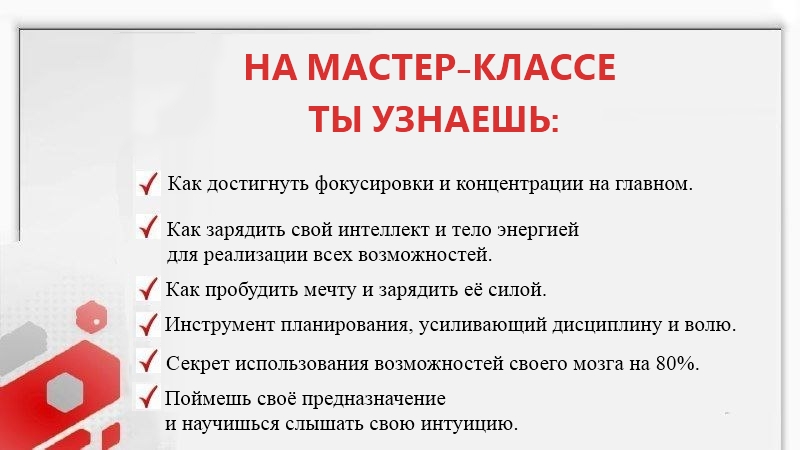 НА МАСТЕР-КЛАССЕ
ТЫ УЗНАЕШЬ:
Как достигнуть фокусировки и концентрации на главном.
Как зарядить свой интеллект и тело энергией
для реализации всех возможностей.
Как пробудить мечту и зарядить её силой.
Инструмент планирования, усиливающий дисциплину и волю.
Секрет использования возможностей своего мозга на 80%.
Поймешь своё предназначение
и научишься слышать свою интуицию.